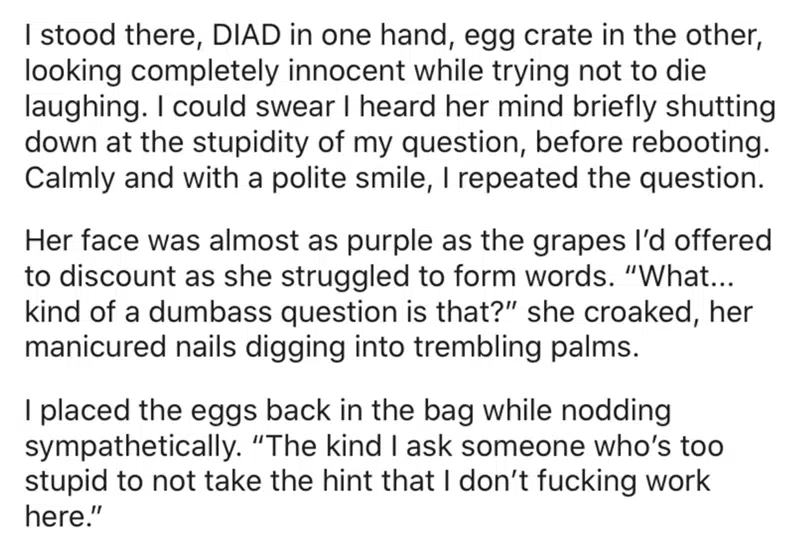 I stood there, DIAD in one hand, egg crate in the other,
looking completely innocent while trying not to die
laughing. I could swear I heard her mind briefly shutting
down at the stupidity of my question, before rebooting.
Calmly and with a polite smile, I repeated the question.
Her face was almost as purple as the grapes I’d offered
to discount as she struggled to form words. “What...
kind of a dumbass question is that?” she croaked, her
manicured nails digging into trembling palms.
I placed the eggs back in the bag while nodding
sympathetically. “The kind I ask someone who’s too
stupid to not take the hint that I don’t fucking work
here.”